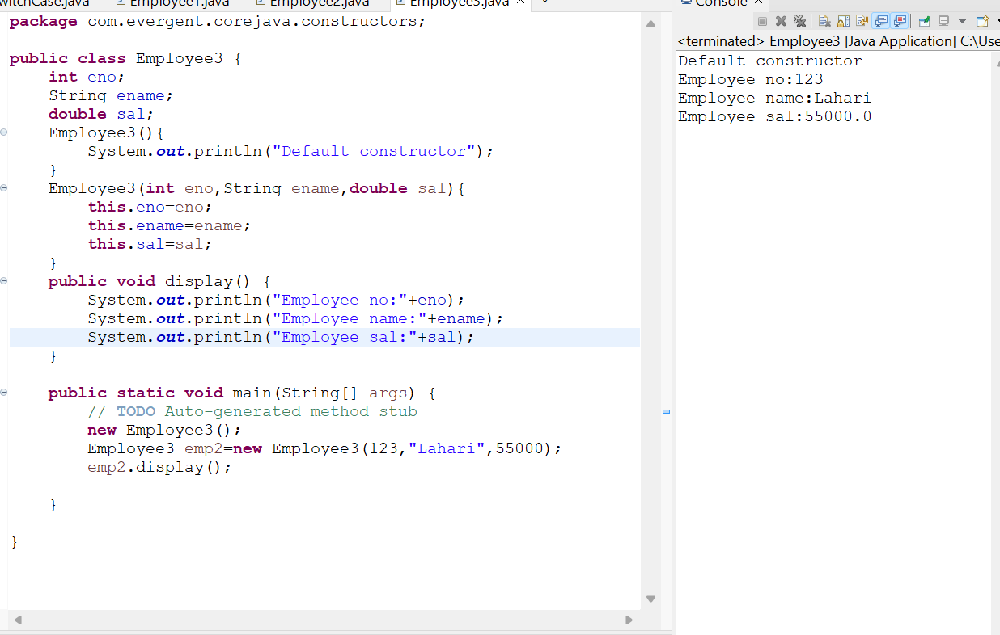 witchCase.java Employee1.java Employee2.java Employee3.java
package com.evergent.corejava.constructors;
public class Employee3 {
int eno;
String ename;
double sal;
Employee3(){
System.out.println("Default constructor");
}
Employee3(int eno,String ename,double sal){
this.eno=eno;
this.ename=ename;
this.sal=sal;
}
public void display() {
System.out.println("Employee no:"+eno);
System.out.println("Employee name:"+ename);
System.out.println("Employee sal:"+sal);
}
public static void main(String[] args) {
// TODO Auto-generated method stub
new Employee3();
Employee3 emp2=new Employee3(123,"Lahari",55000);
emp2.display();
}
}
Console
<terminated> Employee3 [Java Application] C:\Use
Default constructor
Employee no:123
Employee name:Lahari
Employee sal:55000.0